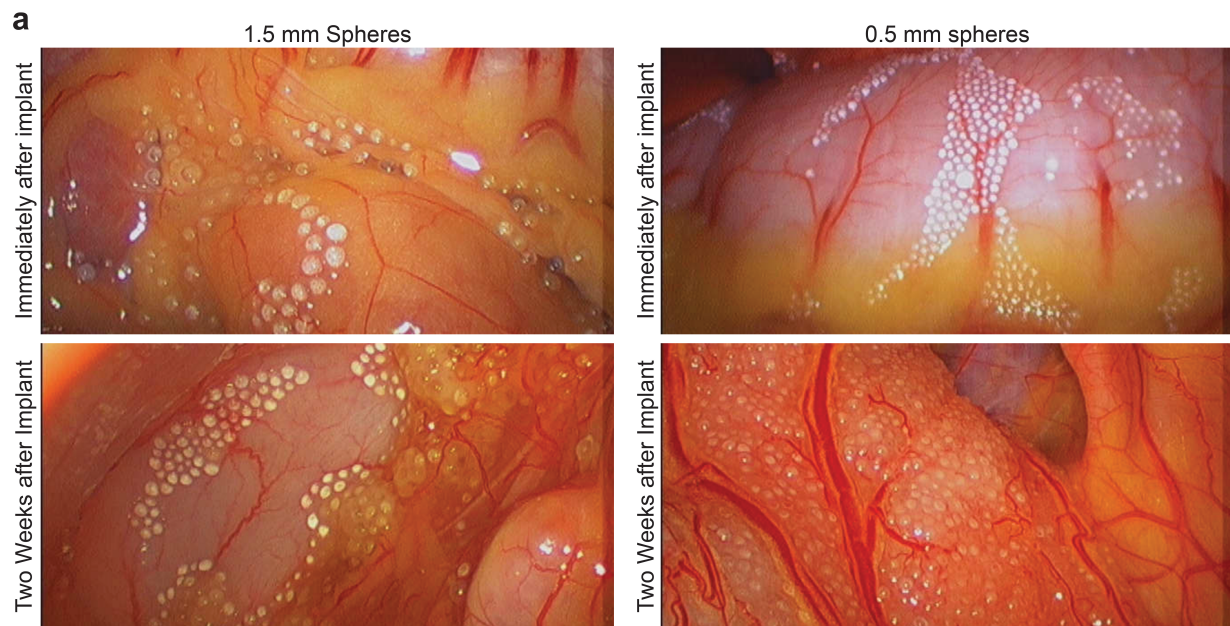 a
1.5 mm Spheres
0.5 mm spheres
Immediately after implant
Immediately after implant
Two Weeks after Implant
Two Weeks after Implant